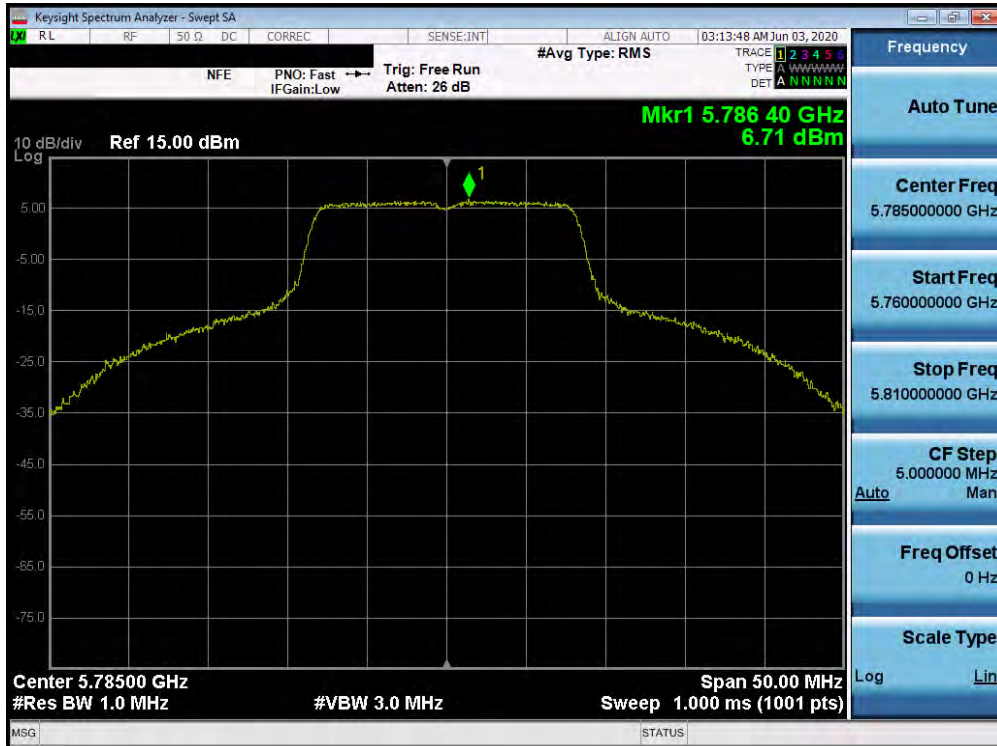 Keysight Spectrum Analyzer - Swept SA
LXI RL RF 50 Ω DC CORREC SENSE:INT ALIGN AUTO 03:13:48 AM Jun 03, 2020
NFE PNO: Fast IFGain:Low Trig: Free Run Atten: 26 dB #Avg Type: RMS
TRACE 1 2 3 4 5 6
TYPE A WWWWW
DET A N N N N N
Mkr1 5.786 40 GHz
6.71 dBm
10 dB/div Ref 15.00 dBm
Log
1
5.00
-5.00
-15.0
-25.0
-35.0
-45.0
-55.0
-65.0
-75.0
Center 5.78500 GHz Span 50.00 MHz
#Res BW 1.0 MHz #VBW 3.0 MHz Sweep 1.000 ms (1001 pts)
MSG STATUS
Frequency
Auto Tune
Center Freq
5.785000000 GHz
Start Freq
5.760000000 GHz
Stop Freq
5.810000000 GHz
CF Step
5.000000 MHz
Auto Man
Freq Offset
0 Hz
Scale Type
Log Lin